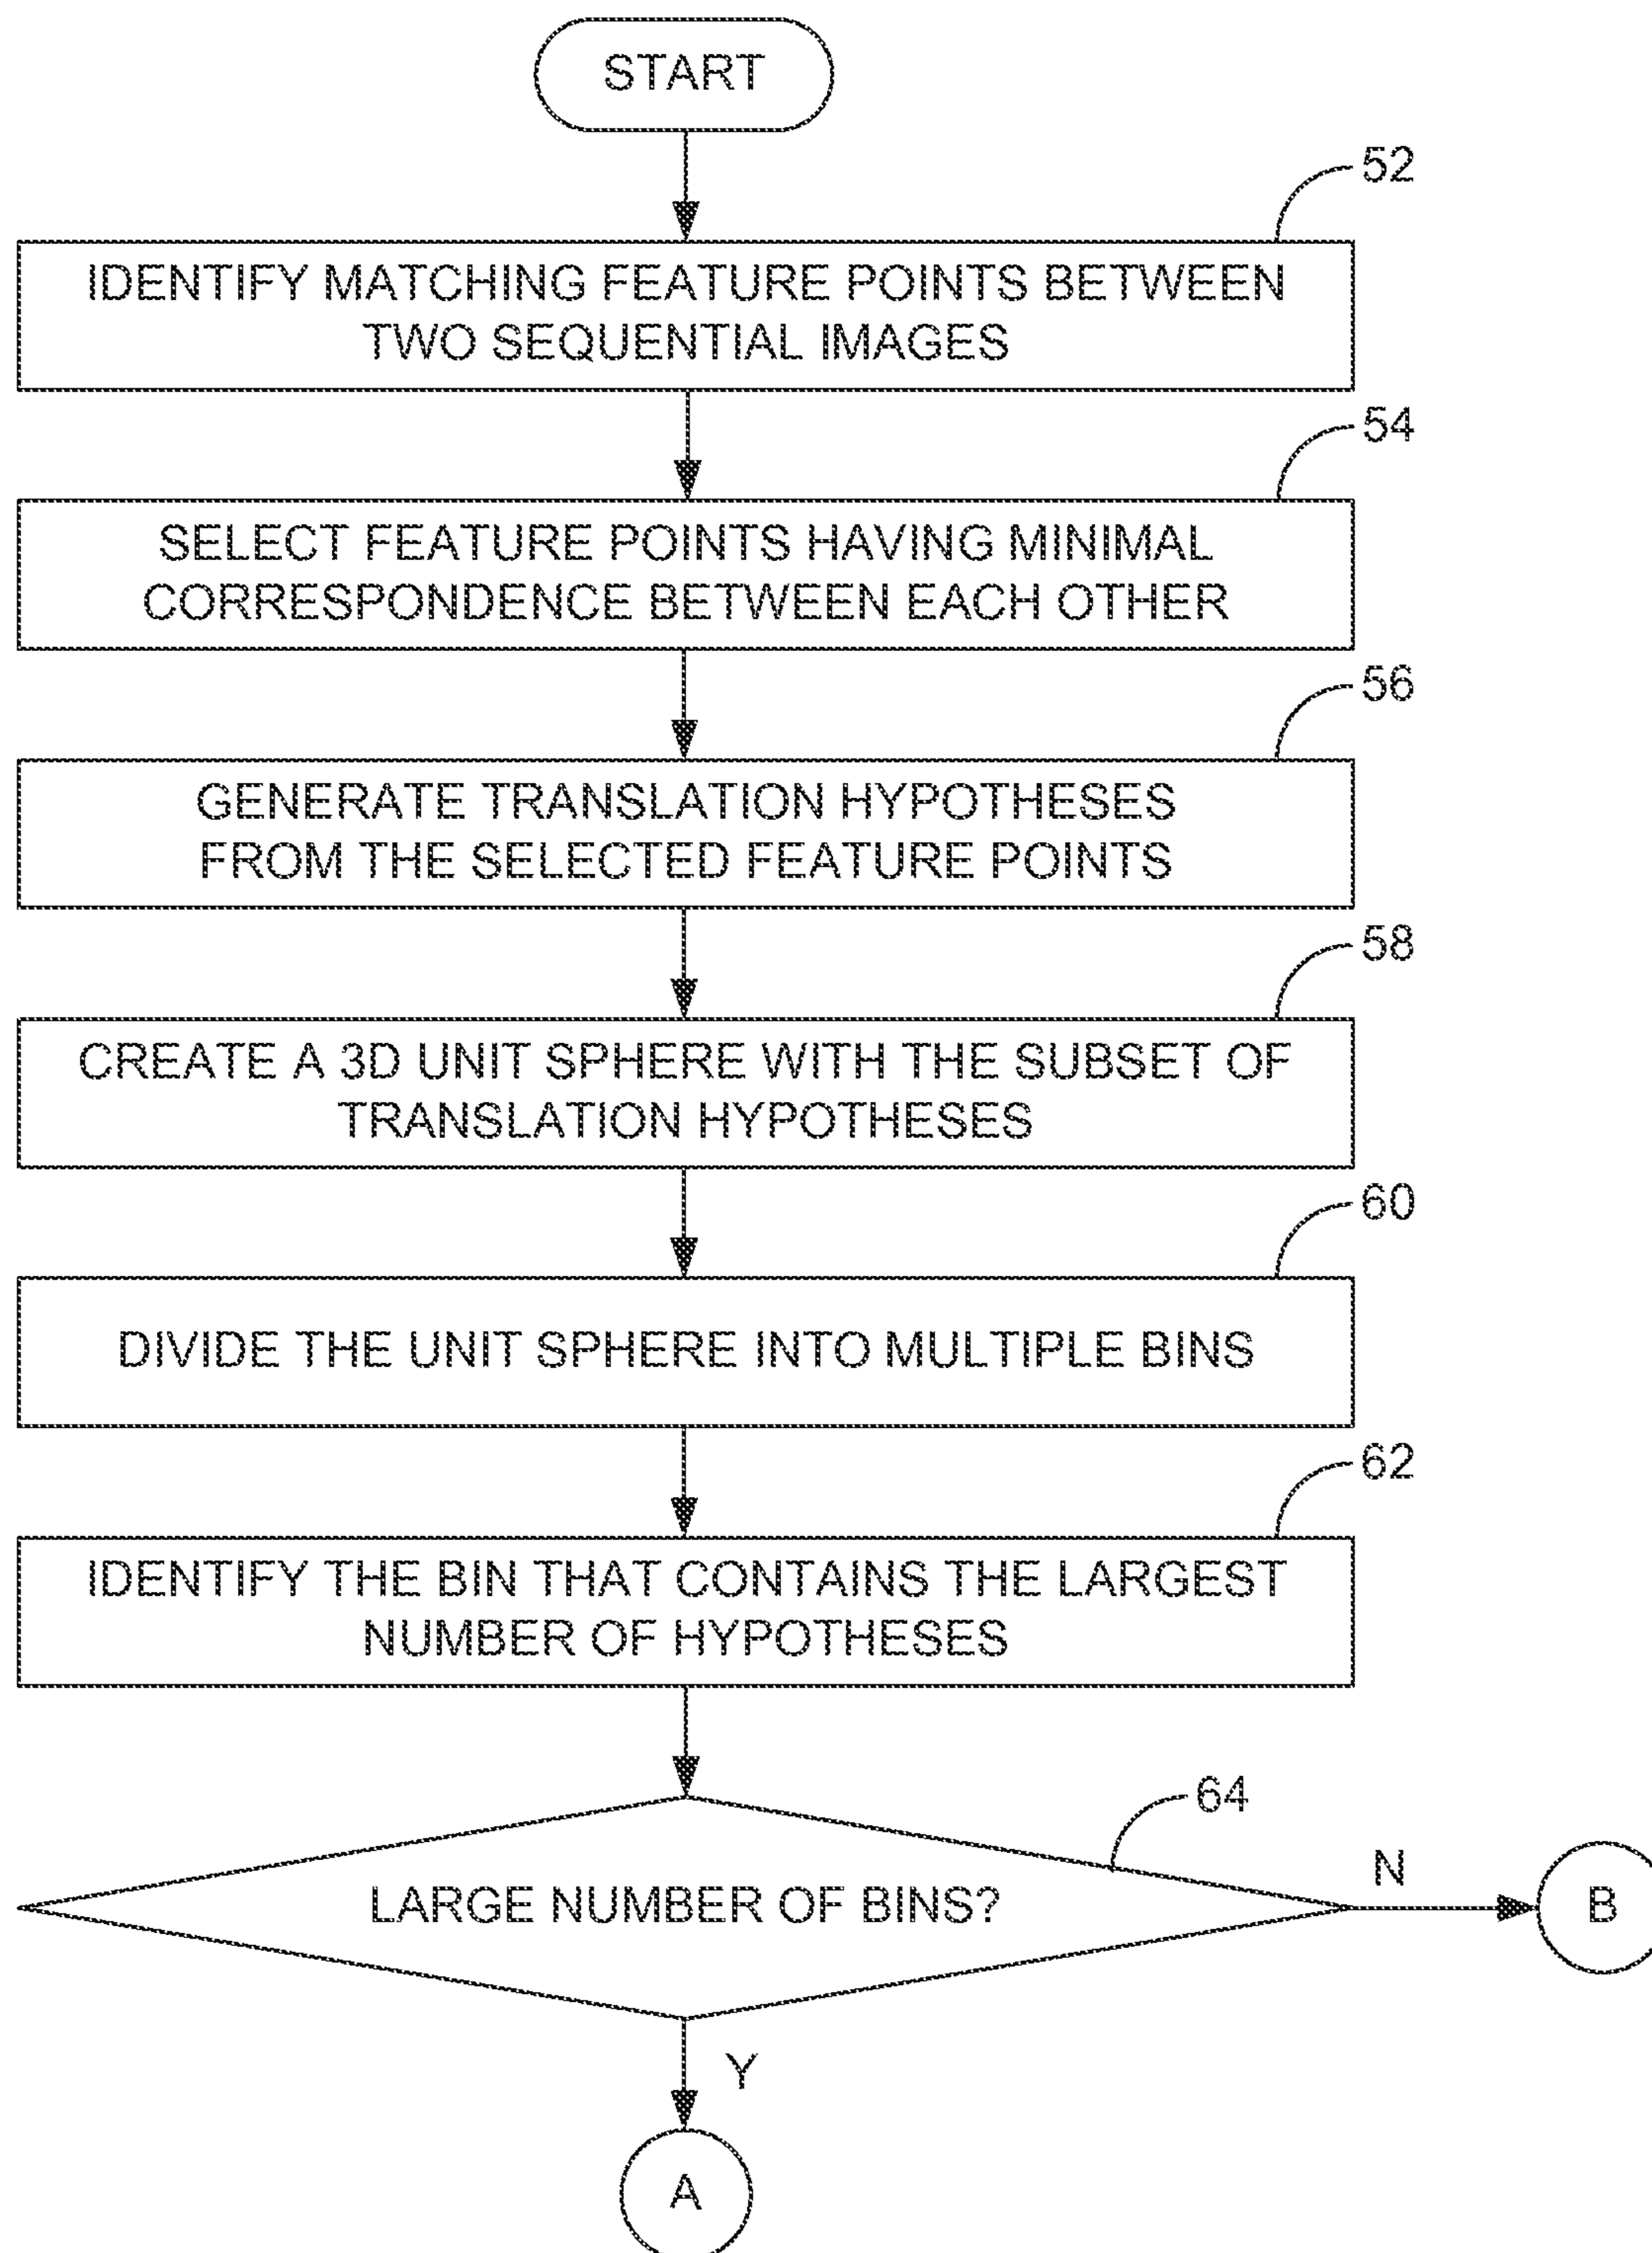 START
52
IDENTIFY MATCHING FEATURE POINTS BETWEEN
TWO SEQUENTIAL IMAGES
54
SELECT FEATURE POINTS HAVING MINIMAL
CORRESPONDENCE BETWEEN EACH OTHER
56
GENERATE TRANSLATION HYPOTHESES
FROM THE SELECTED FEATURE POINTS
58
CREATE A 3D UNIT SPHERE WITH THE SUBSET OF
TRANSLATION HYPOTHESES
60
DIVIDE THE UNIT SPHERE INTO MULTIPLE BINS
62
IDENTIFY THE BIN THAT CONTAINS THE LARGEST
NUMBER OF HYPOTHESES
64
LARGE NUMBER OF BINS?
N
B
Y
A